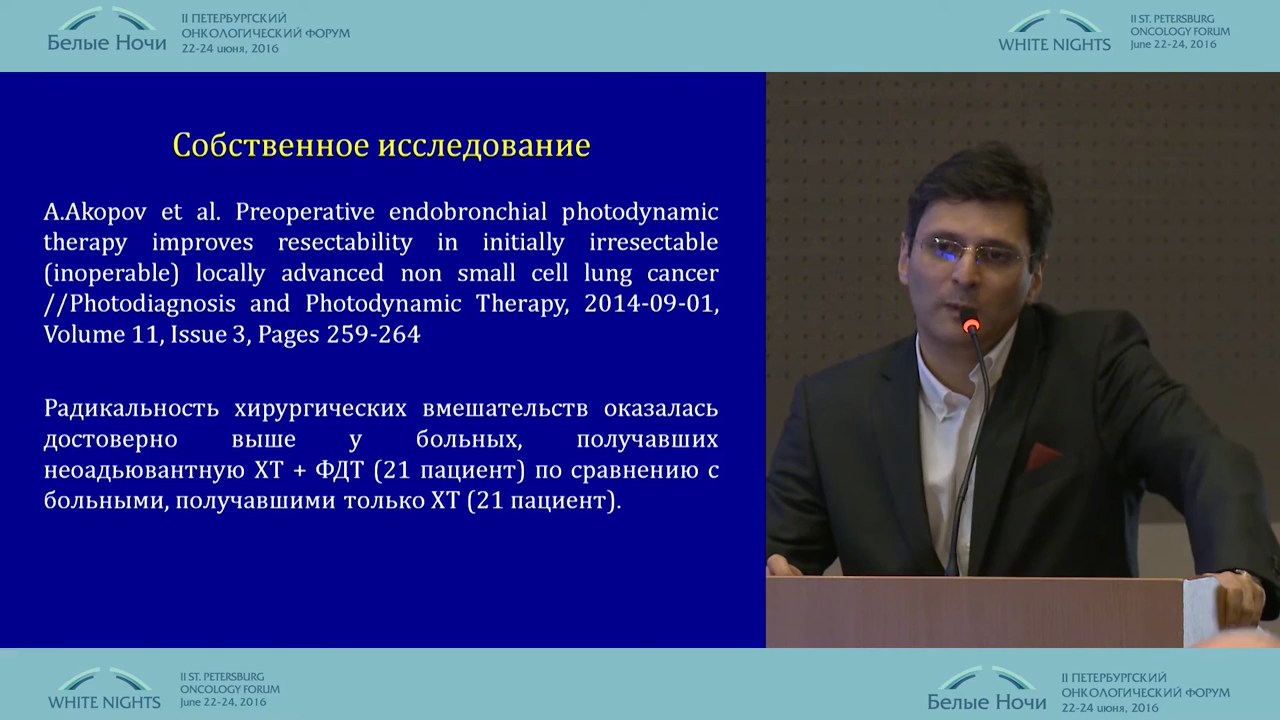 Белые Ночи
II ПЕТЕРБУРГСКИЙ
ОНКОЛОГИЧЕСКИЙ ФОРУМ
22-24 июня, 2016
WHITE NIGHTS
II ST. PETERSBURG
ONCOLOGY FORUM
June 22-24, 2016
Собственное исследование
A.Akopov et al. Preoperative endobronchial photodynamic
therapy improves resectability in initially irresectable
(inoperable) locally advanced non small cell lung cancer
//Photodiagnosis and Photodynamic Therapy, 2014-09-01,
Volume 11, Issue 3, Pages 259-264
Радикальность хирургических вмешательств оказалась
достоверно выше у больных, получавших
неоадьювантную ХТ + ФДТ (21 пациент) по сравнению с
больными, получавшими только ХТ (21 пациент).
WHITE NIGHTS
II ST. PETERSBURG
ONCOLOGY FORUM
June 22-24, 2016
Белые Ночи
II ПЕТЕРБУРГСКИЙ
ОНКОЛОГИЧЕСКИЙ ФОРУМ
22-24 июня, 2016